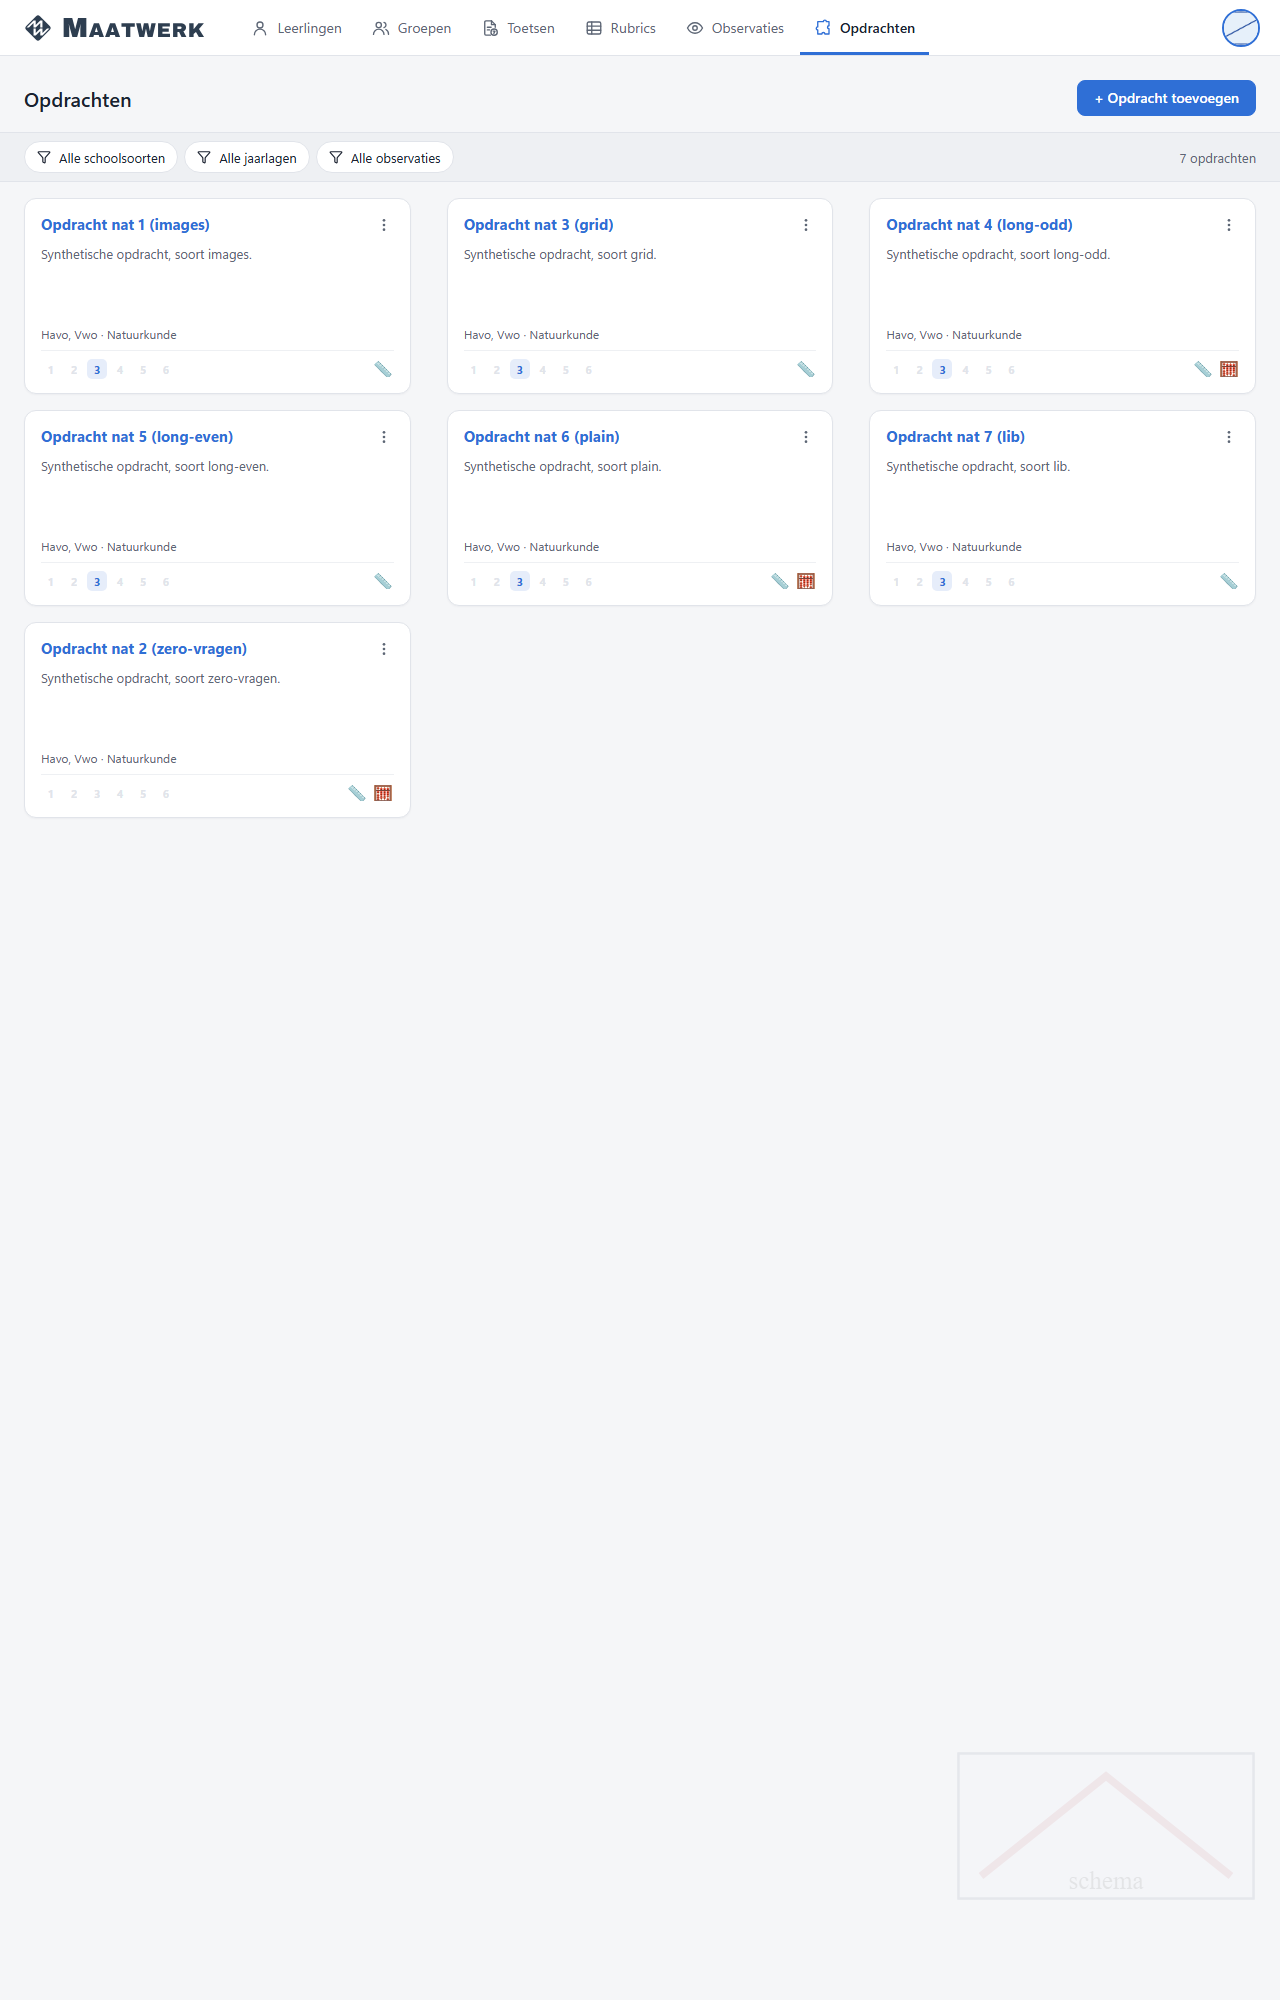 MAATWERK
Leerlingen
Groepen
Toetsen
Rubrics
Observaties
Opdrachten
Opdrachten
+ Opdracht toevoegen
Alle schoolsoorten
Alle jaarlagen
Alle observaties
7 opdrachten
Opdracht nat 1 (images)
Synthetische opdracht, soort images.
Havo, Vwo · Natuurkunde
1 2 3 4 5 6
Opdracht nat 3 (grid)
Synthetische opdracht, soort grid.
Havo, Vwo · Natuurkunde
1 2 3 4 5 6
Opdracht nat 4 (long-odd)
Synthetische opdracht, soort long-odd.
Havo, Vwo · Natuurkunde
1 2 3 4 5 6
Opdracht nat 5 (long-even)
Synthetische opdracht, soort long-even.
Havo, Vwo · Natuurkunde
1 2 3 4 5 6
Opdracht nat 6 (plain)
Synthetische opdracht, soort plain.
Havo, Vwo · Natuurkunde
1 2 3 4 5 6
Opdracht nat 7 (lib)
Synthetische opdracht, soort lib.
Havo, Vwo · Natuurkunde
1 2 3 4 5 6
Opdracht nat 2 (zero-vragen)
Synthetische opdracht, soort zero-vragen.
Havo, Vwo · Natuurkunde
1 2 3 4 5 6
schema